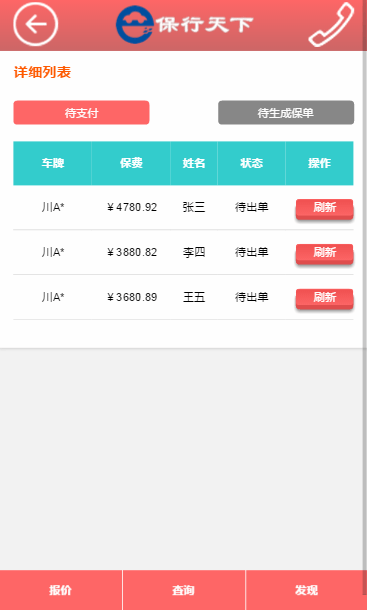 保行天下
详细列表
待支付 待生成保单
车牌 保费 姓名 状态 操作
川A* ￥4780.92 张三 待出单 刷新
川A* ￥3880.82 李四 待出单 刷新
川A* ￥3680.89 王五 待出单 刷新
报价 查询 发现